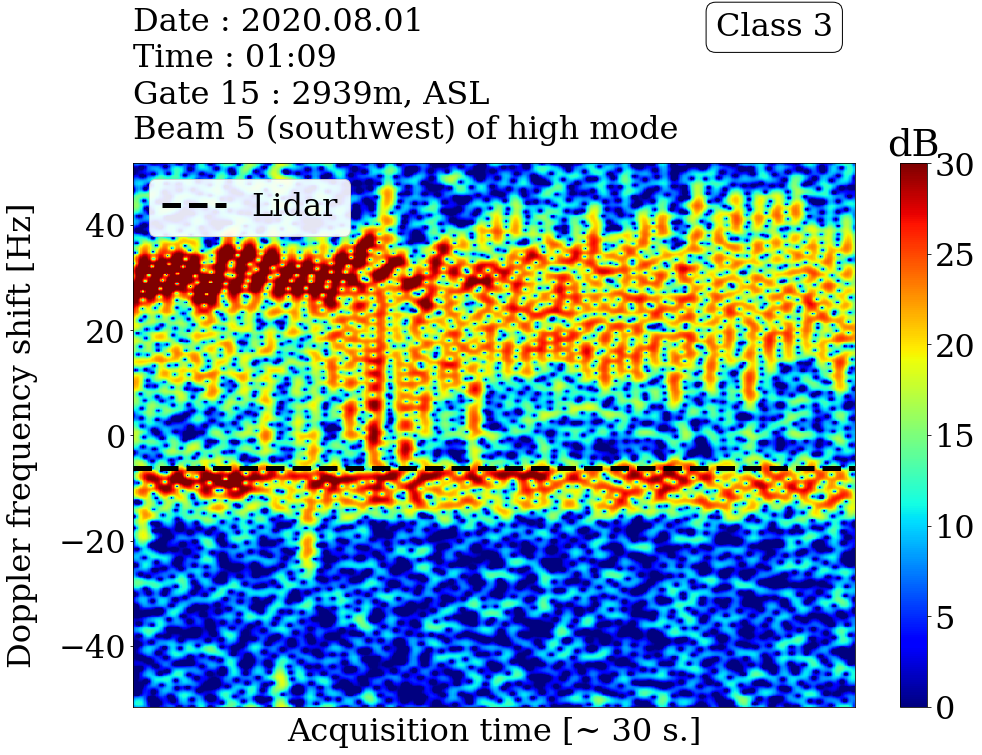 Date : 2020.08.01
Time : 01:09
Gate 15 : 2939m, ASL
Beam 5 (southwest) of high mode
Class 3
dB
Lidar
Doppler frequency shift [Hz]
40
20
0
−20
−40
30
25
20
15
10
5
0
Acquisition time [~ 30 s.]